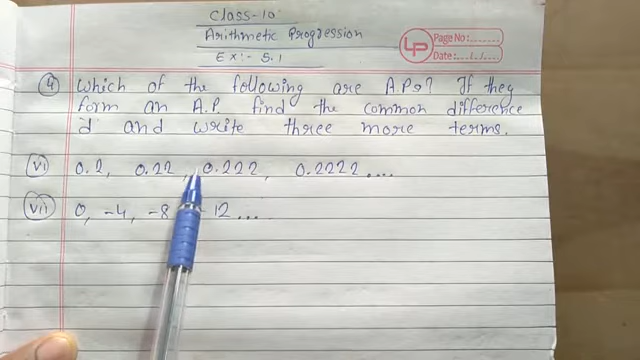 Class-10
Arithmetic Progression
Ex:- 5.1
LP Page No:......
Date:..../..../....
4 Which of the following are A.Ps? If they
form an A.P. find the common difference
d and write three more terms.
vi 0.2, 0.22, 0.222, 0.2222....
vii 0, -4, -8 -12...